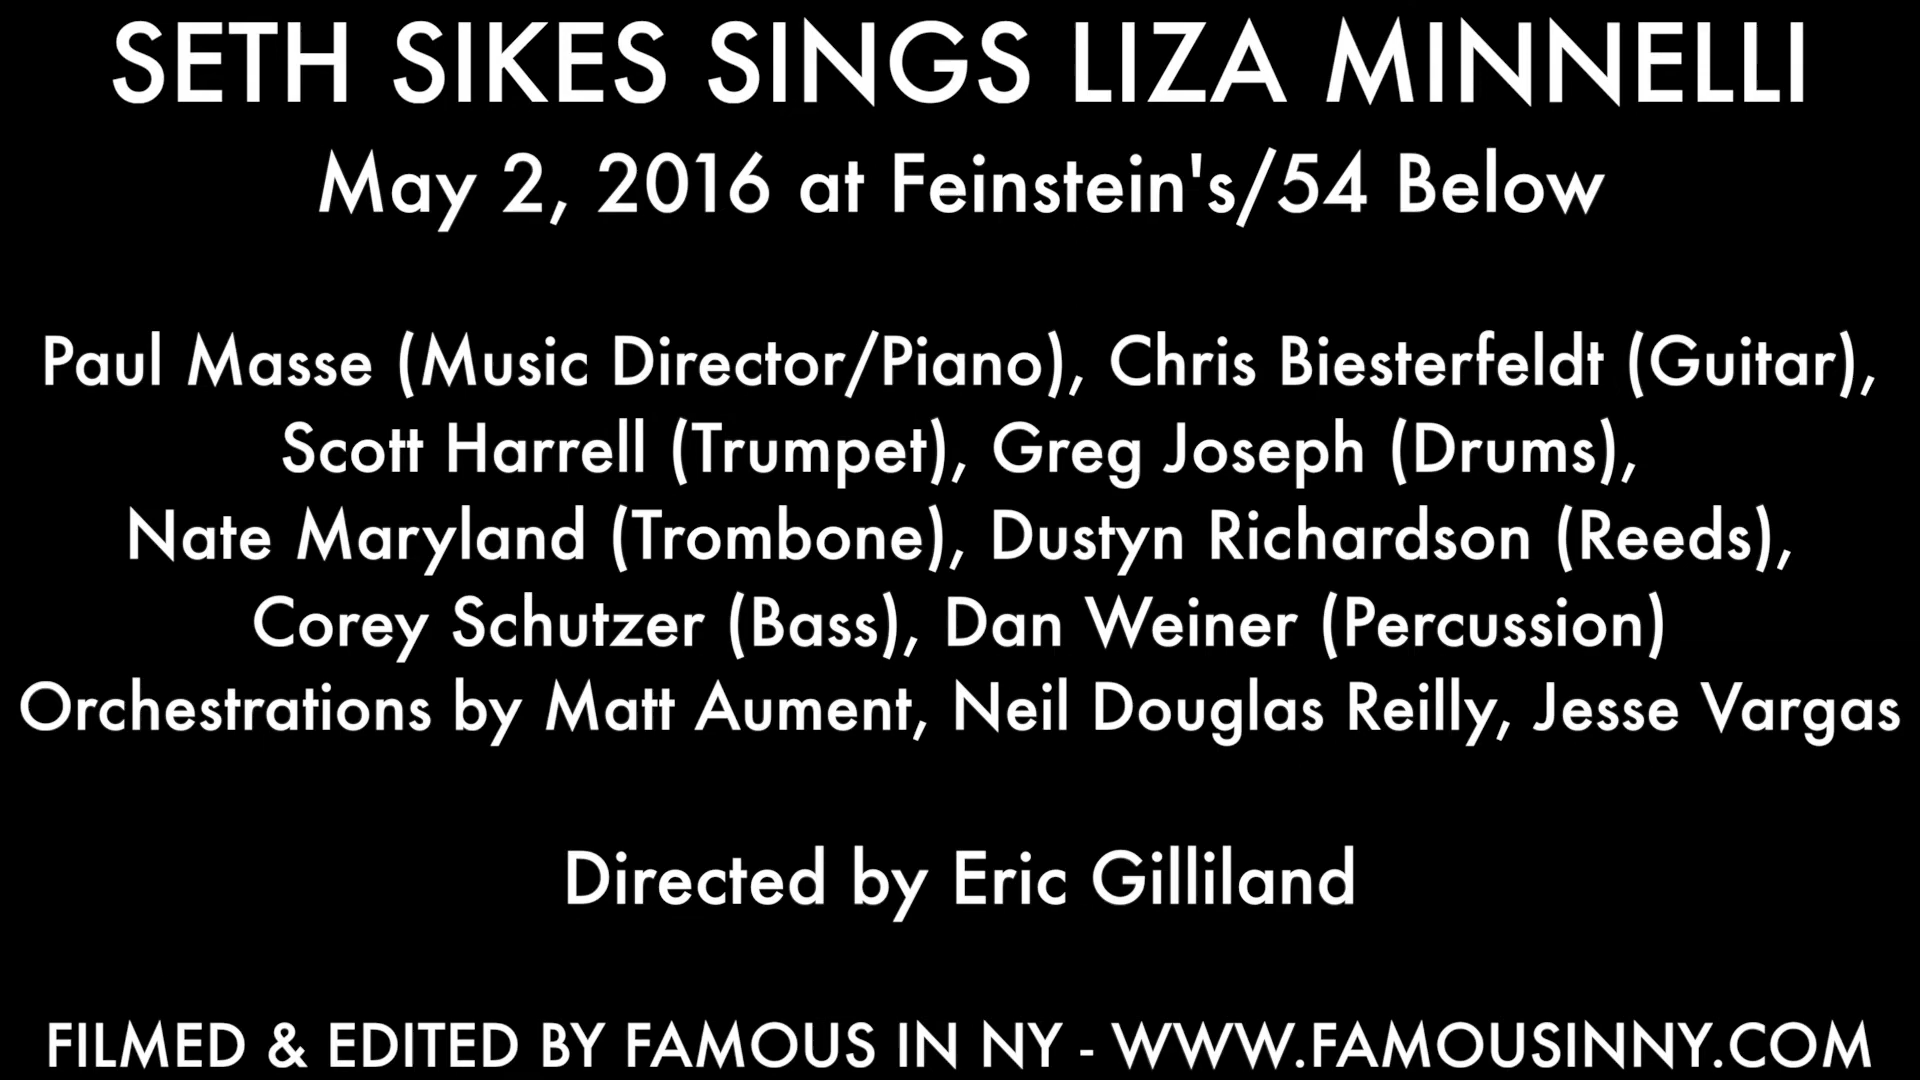 SETH SIKES SINGS LIZA MINNELLI
May 2, 2016 at Feinstein's/54 Below
Paul Masse (Music Director/Piano), Chris Biesterfeldt (Guitar),
Scott Harrell (Trumpet), Greg Joseph (Drums),
Nate Maryland (Trombone), Dustyn Richardson (Reeds),
Corey Schutzer (Bass), Dan Weiner (Percussion)
Orchestrations by Matt Aument, Neil Douglas Reilly, Jesse Vargas
Directed by Eric Gilliland
FILMED & EDITED BY FAMOUS IN NY - WWW.FAMOUSINNY.COM